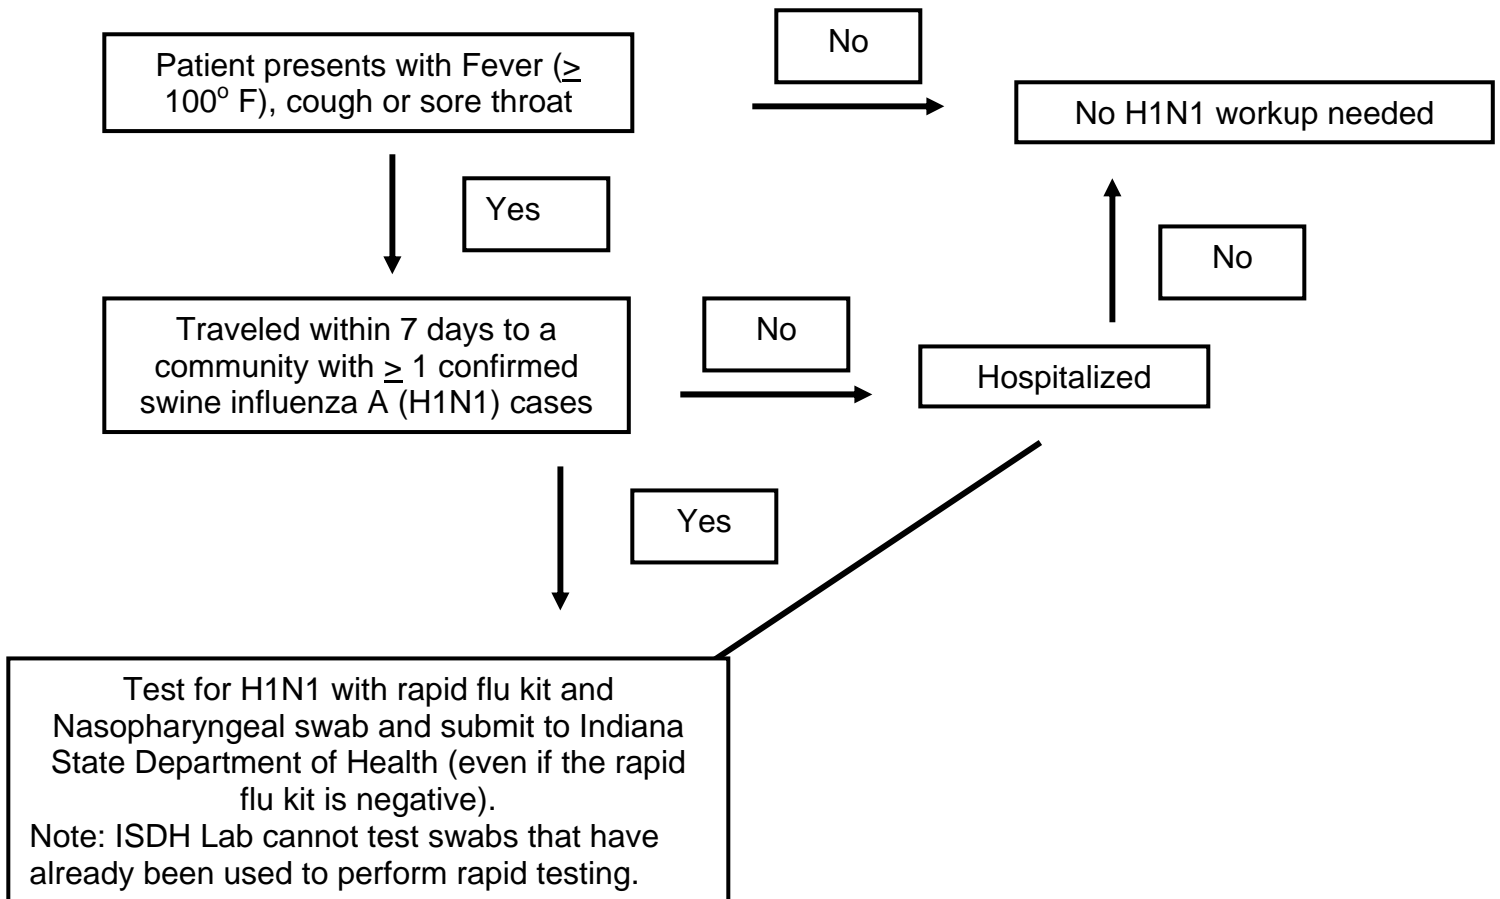 Patient presents with Fever (≥
100° F), cough or sore throat
No
No H1N1 workup needed
Yes
No
Traveled within 7 days to a
community with ≥ 1 confirmed
swine influenza A (H1N1) cases
No
Hospitalized
Yes
Test for H1N1 with rapid flu kit and
Nasopharyngeal swab and submit to Indiana
State Department of Health (even if the rapid
flu kit is negative).
Note: ISDH Lab cannot test swabs that have
already been used to perform rapid testing.